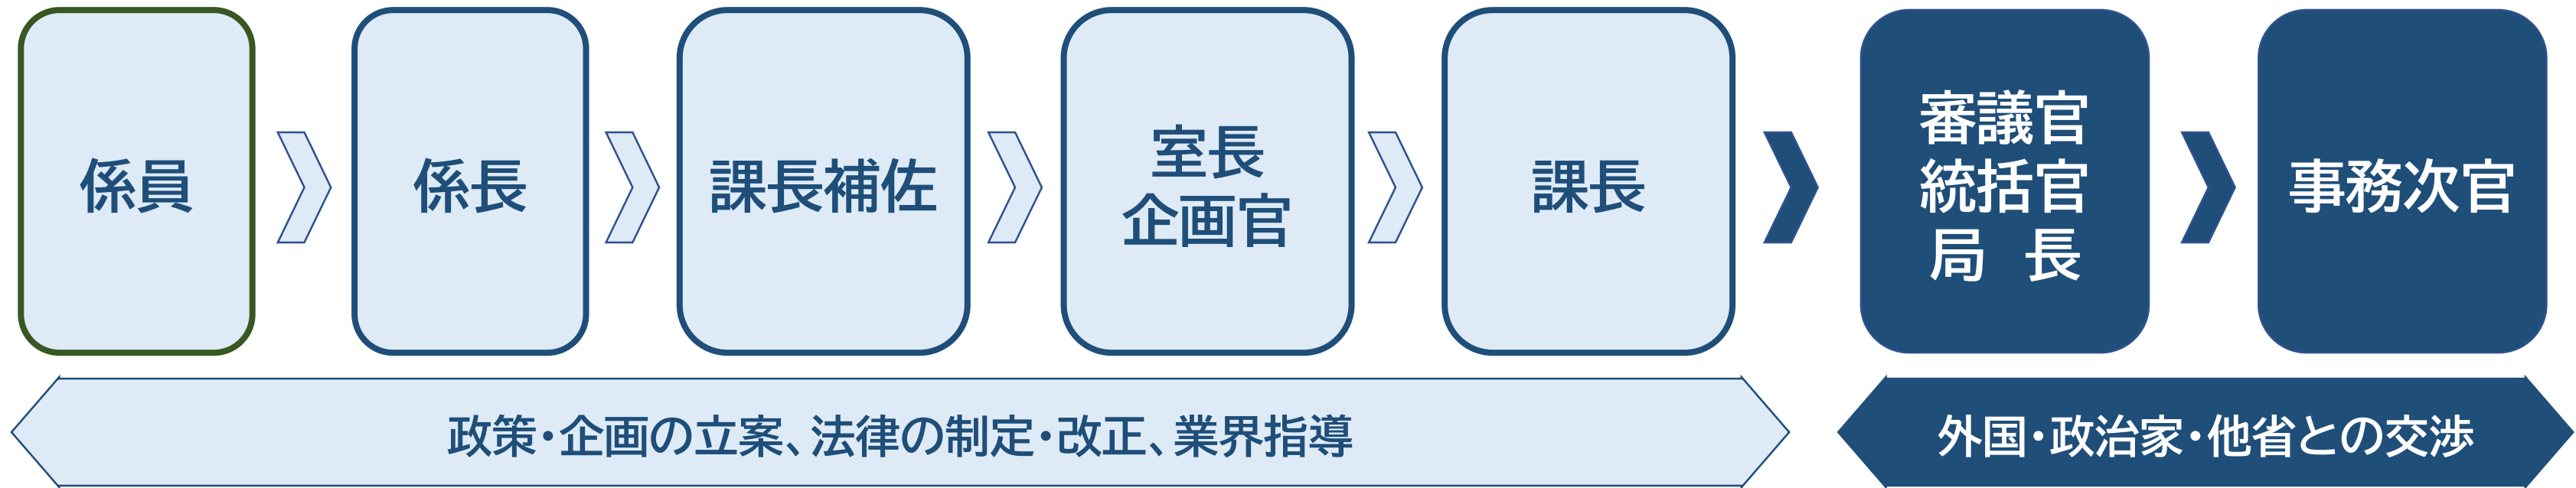 係員
係長
課長補佐
室長
企画官
課長
審議官
統括官
局　長
事務次官
政策・企画の立案、法律の制定・改正、業界指導
外国・政治家・他省との交渉